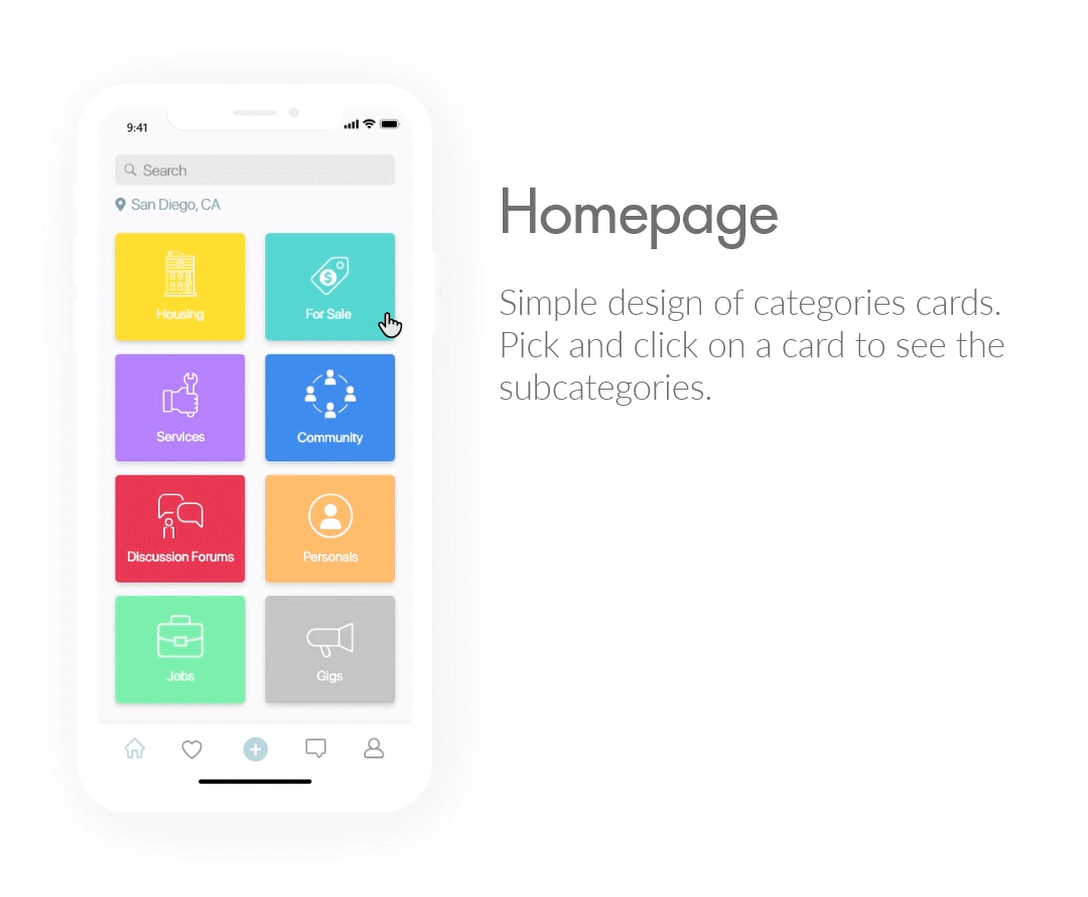 9:41
Search
San Diego, CA
Housing
For Sale
Services
Community
Discussion Forums
Personals
Jobs
Gigs
Homepage
Simple design of categories cards.
Pick and click on a card to see the
subcategories.